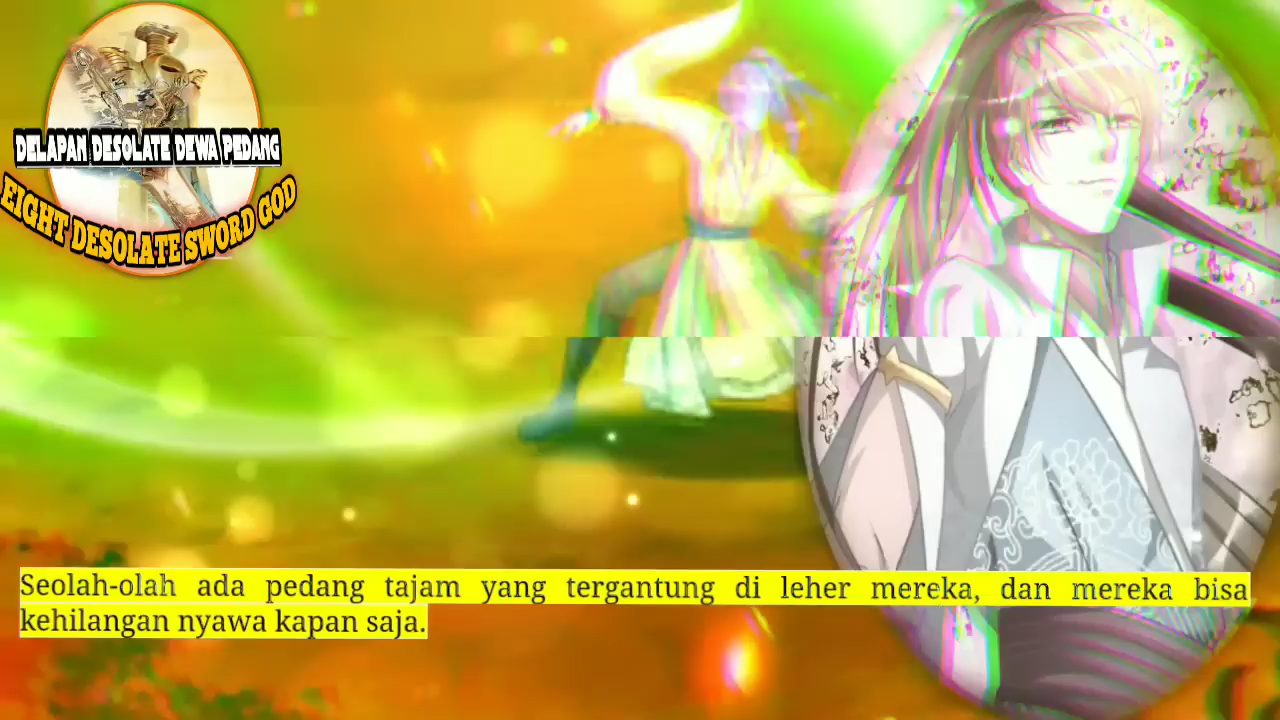 DELAPAN DESOLATE DEWA PEDANG
EIGHT DESOLATE SWORD GOD
Seolah-olah ada pedang tajam yang tergantung di leher mereka, dan mereka bisa
kehilangan nyawa kapan saja.